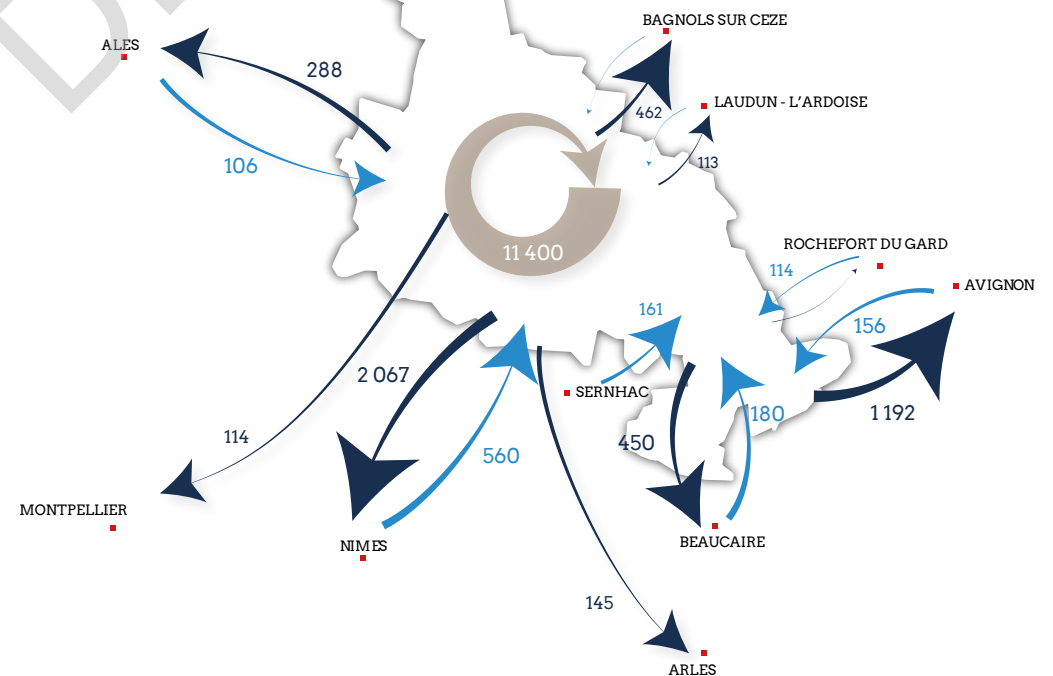 BAGNOLS SUR CEZE
ALES
288
LAUDUN - L'ARDOISE
462
106
113
11 400
ROCHEFORT DU GARD
114
AVIGNON
161
156
2 067
SERNHAC
1 192
180
114
450
560
MONTPELLIER
NIMES
BEAUCAIRE
145
ARLES